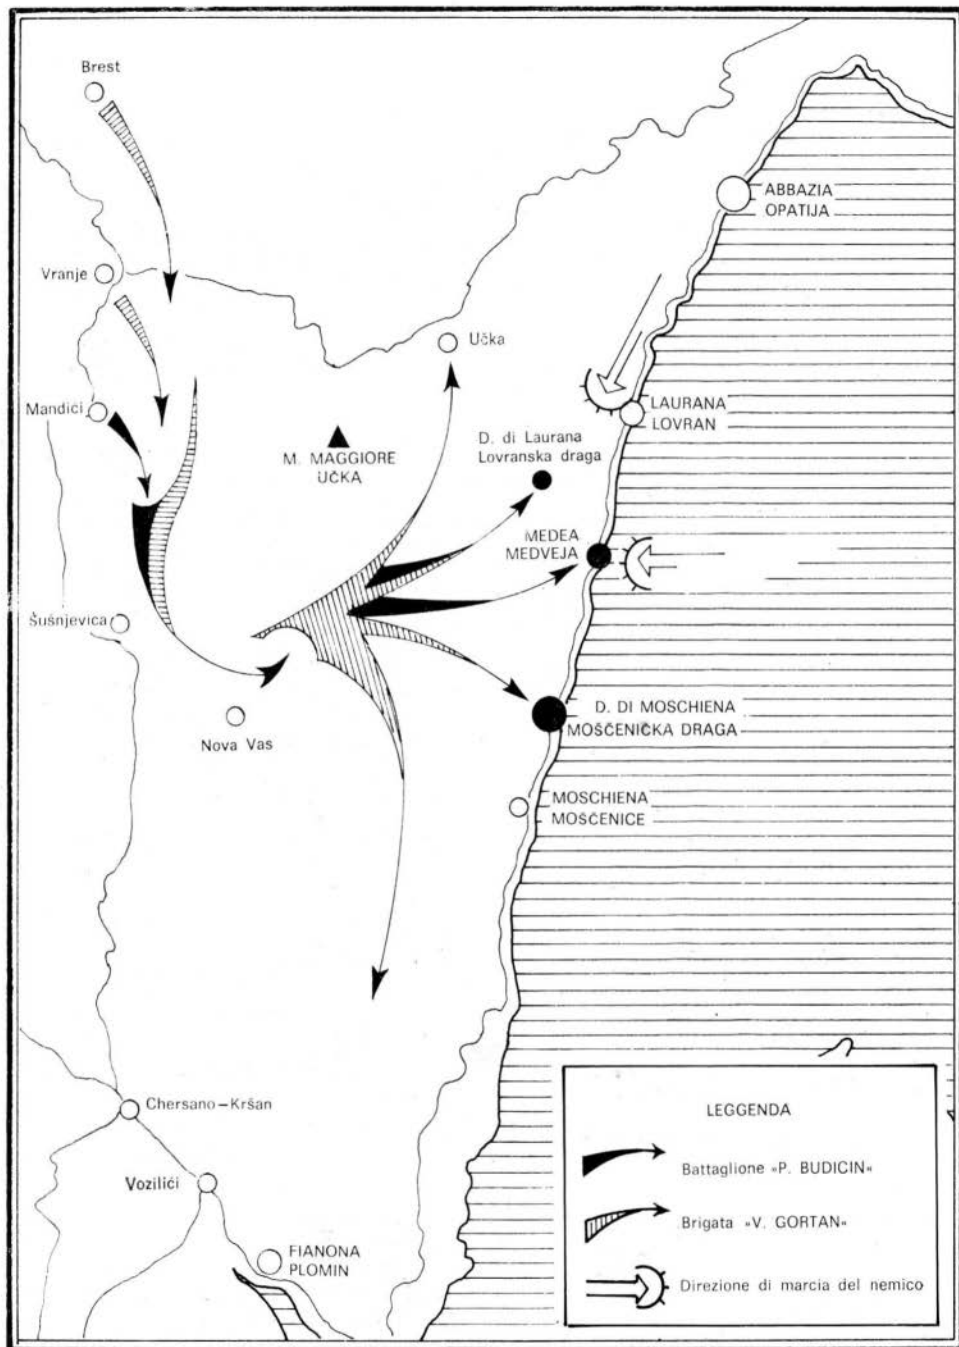 Brest
ABBAZIA
OPATIJA
Vranje
Učka
Mandići
LAURANA
LOVRAN
M. MAGGIORE
UČKA
D. di Laurana
Lovranska draga
MEDEA
MEDVEJA
Šušnjevica
Nova Vas
D. DI MOSCHIENA
MOŠČENIČKA DRAGA
MOSCHIENA
MOŠĆENICE
Chersano–Kršan
Vozilići
FIANONA
PLOMIN
LEGGENDA
Battaglione »P. BUDICIN«
Brigata »V. GORTAN«
Direzione di marcia del nemico